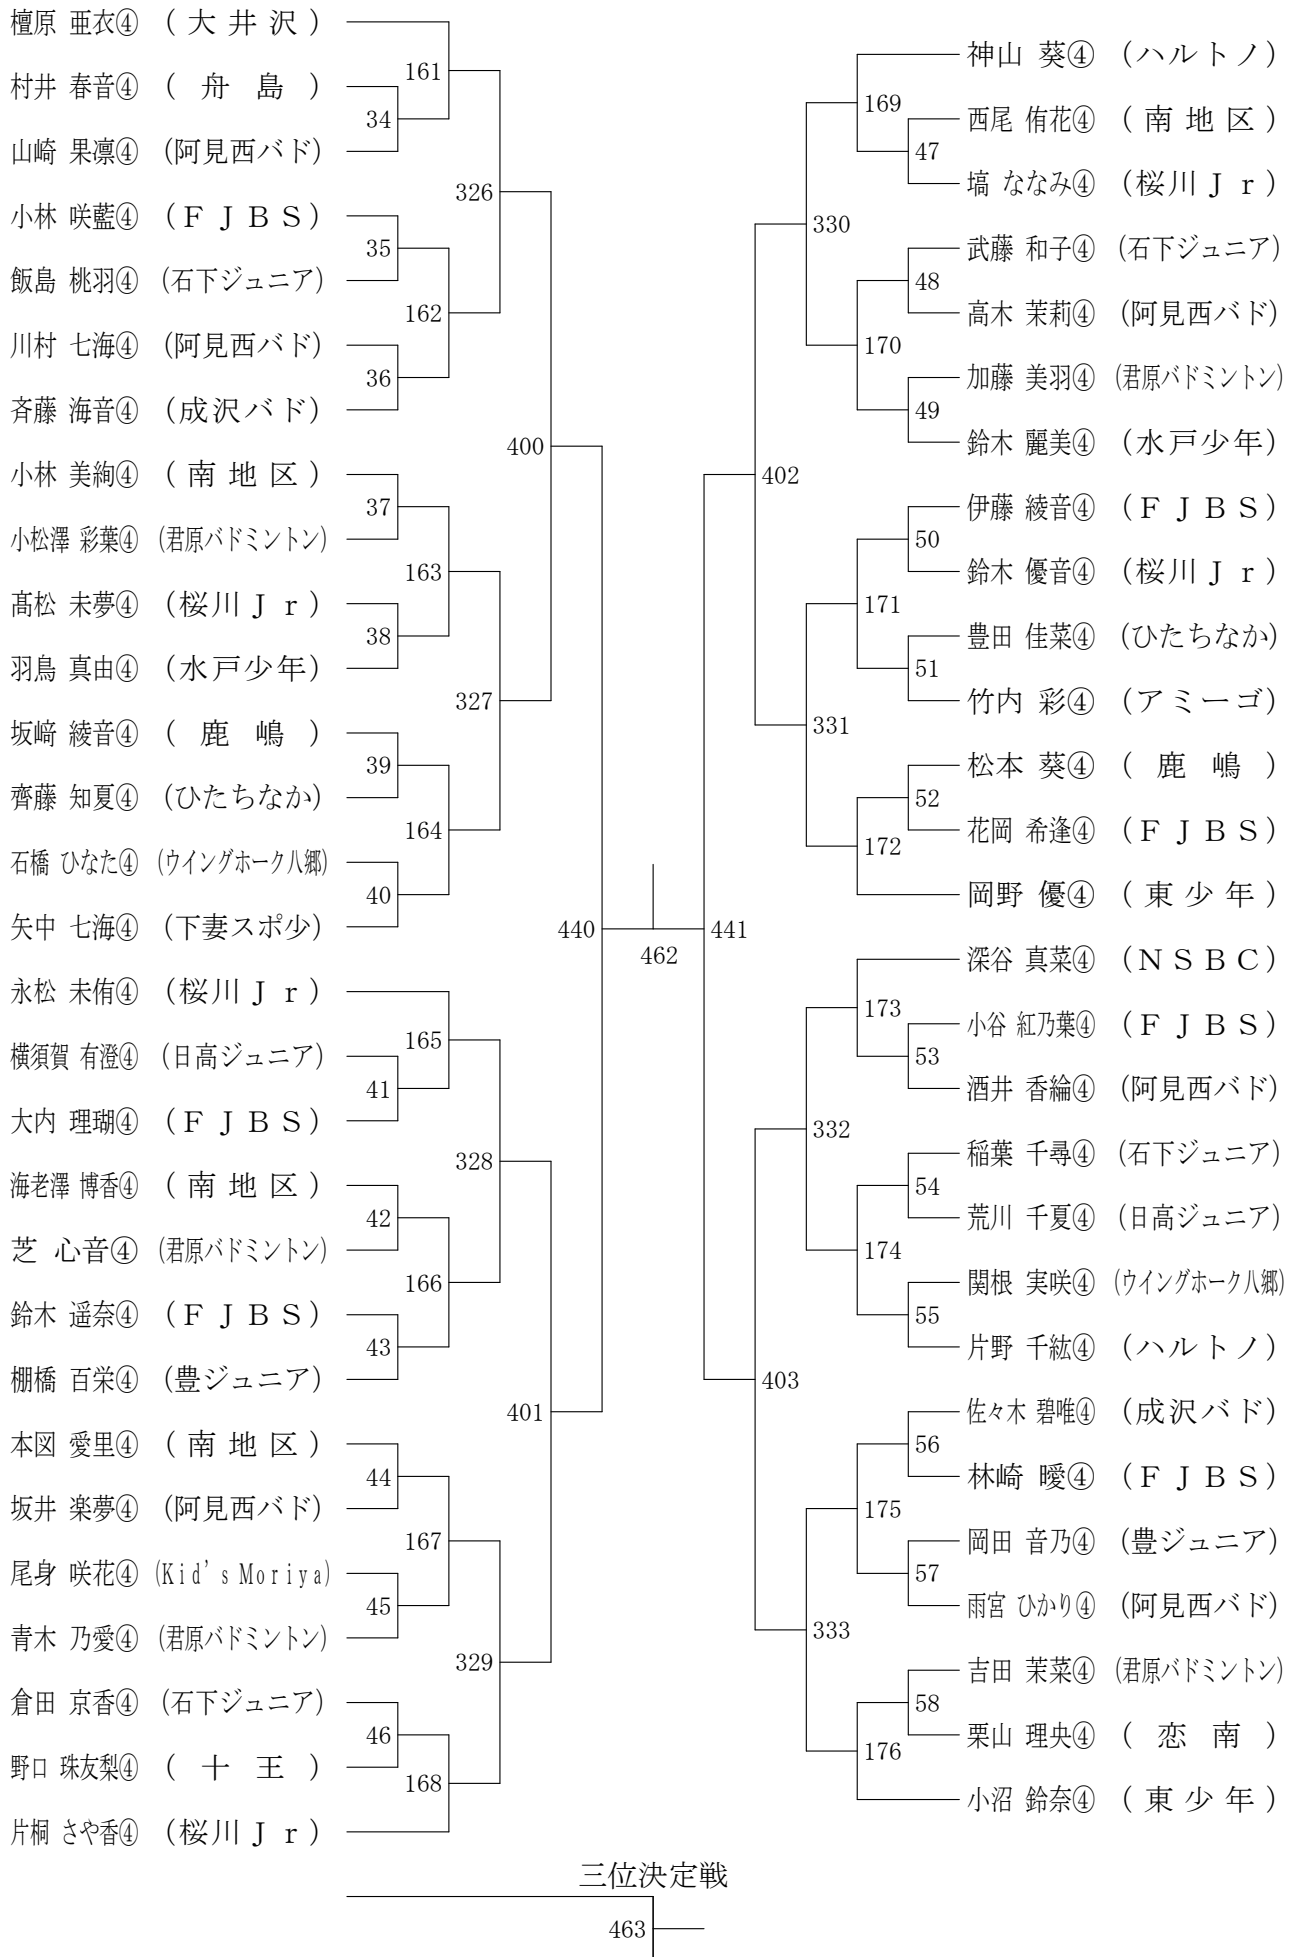 檀原 亜衣④ (大井沢)
村井 春音④ (舟島)
山崎 果凛④ (阿見西バド)
小林 咲藍④ (ＦＪＢＳ)
飯島 桃羽④ (石下ジュニア)
川村 七海④ (阿見西バド)
斉藤 海音④ (成沢バド)
小林 美絢④ (南地区)
小松澤 彩葉④ (君原バドミントン)
髙松 未夢④ (桜川Ｊｒ)
羽鳥 真由④ (水戸少年)
坂﨑 綾音④ (鹿嶋)
齊藤 知夏④ (ひたちなか)
石橋 ひなた④ (ウイングホーク八郷)
矢中 七海④ (下妻スポ少)
永松 未侑④ (桜川Ｊｒ)
横須賀 有澄④ (日高ジュニア)
大内 理瑚④ (ＦＪＢＳ)
海老澤 博香④ (南地区)
芝 心音④ (君原バドミントン)
鈴木 遥奈④ (ＦＪＢＳ)
棚橋 百栄④ (豊ジュニア)
本図 愛里④ (南地区)
坂井 楽夢④ (阿見西バド)
尾身 咲花④ (Kid's Moriya)
青木 乃愛④ (君原バドミントン)
倉田 京香④ (石下ジュニア)
野口 珠友梨④ (十王)
片桐 さや香④ (桜川Ｊｒ)
34
35
36
37
38
39
40
41
42
43
44
45
46
161
162
163
164
165
166
167
168
326
327
328
329
400
401
440
462
441
402
403
330
331
332
333
169
170
171
172
173
174
175
176
47
48
49
50
51
52
53
54
55
56
57
58
神山 葵④ (ハルトノ)
西尾 侑花④ (南地区)
塙 ななみ④ (桜川Ｊｒ)
武藤 和子④ (石下ジュニア)
高木 茉莉④ (阿見西バド)
加藤 美羽④ (君原バドミントン)
鈴木 麗美④ (水戸少年)
伊藤 綾音④ (ＦＪＢＳ)
鈴木 優音④ (桜川Ｊｒ)
豊田 佳菜④ (ひたちなか)
竹内 彩④ (アミーゴ)
松本 葵④ (鹿嶋)
花岡 希逢④ (ＦＪＢＳ)
岡野 優④ (東少年)
深谷 真菜④ (ＮＳＢＣ)
小谷 紅乃葉④ (ＦＪＢＳ)
酒井 香綸④ (阿見西バド)
稲葉 千尋④ (石下ジュニア)
荒川 千夏④ (日高ジュニア)
関根 実咲④ (ウイングホーク八郷)
片野 千紘④ (ハルトノ)
佐々木 碧唯④ (成沢バド)
林崎 曖④ (ＦＪＢＳ)
岡田 音乃④ (豊ジュニア)
雨宮 ひかり④ (阿見西バド)
吉田 茉菜④ (君原バドミントン)
栗山 理央④ (恋南)
小沼 鈴奈④ (東少年)
三位決定戦
463